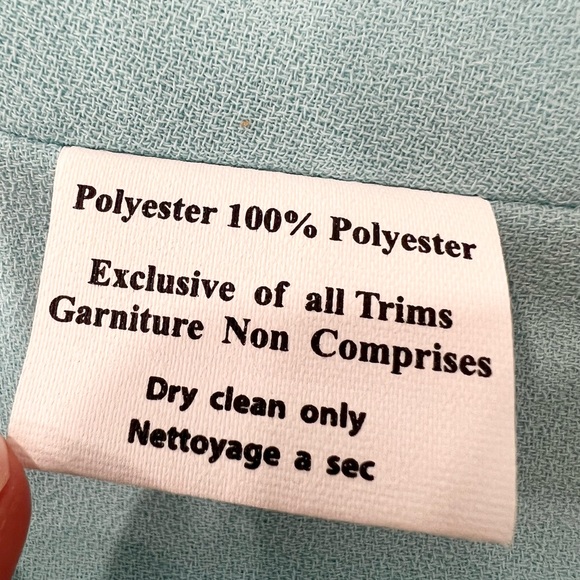 Polyester 100% Polyester
Exclusive of all Trims
Garniture Non Comprises
Dry clean only
Nettoyage a sec